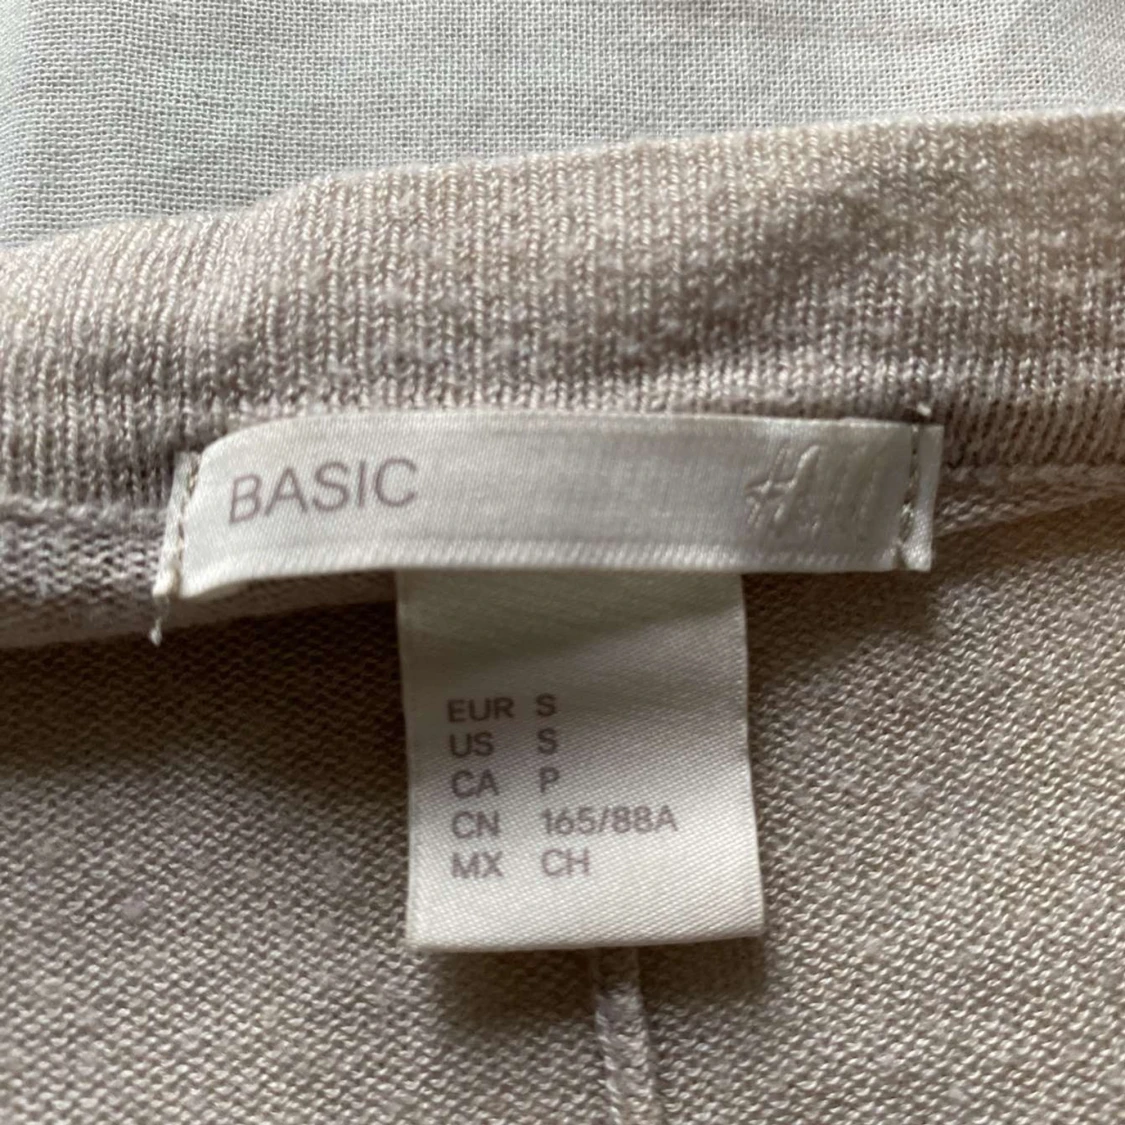 BASIC H&M
EUR S
US S
CA P
CN 165/88A
MX CH